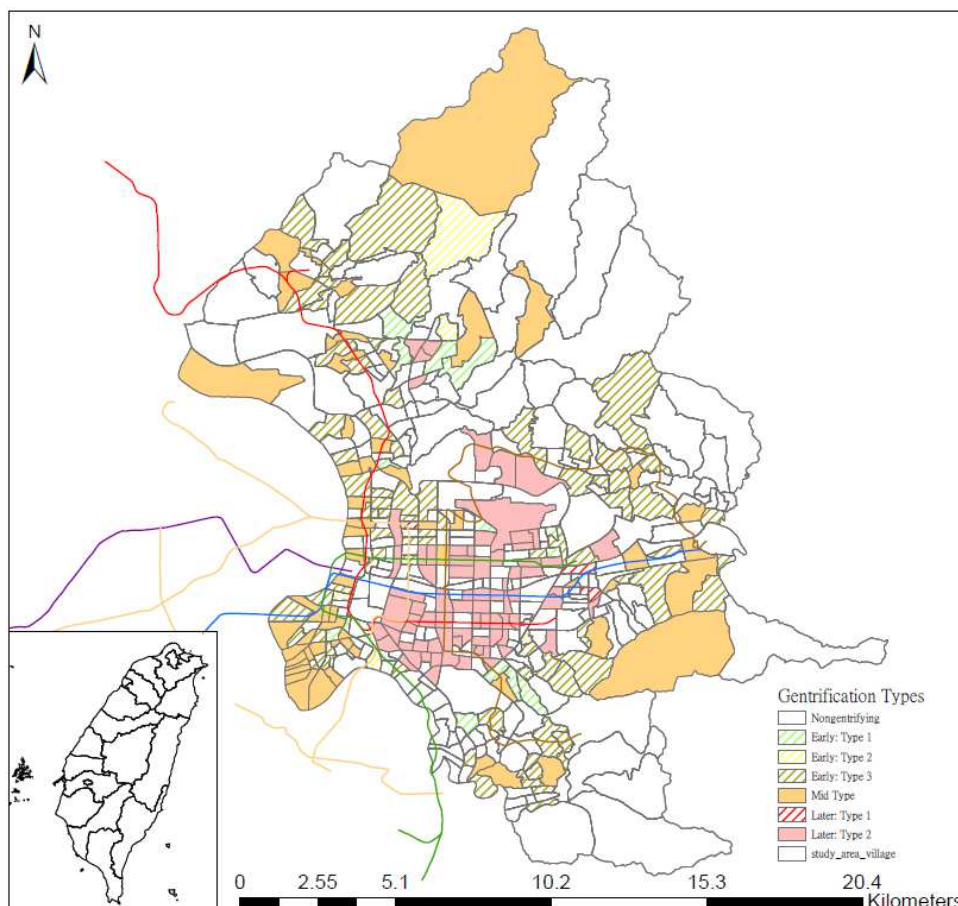 N
Gentrification Types
Nongentrifying
Early: Type 1
Early: Type 2
Early: Type 3
Mid Type
Later: Type 1
Later: Type 2
study_area_village
0 2.55 5.1 10.2 15.3 20.4
Kilometers